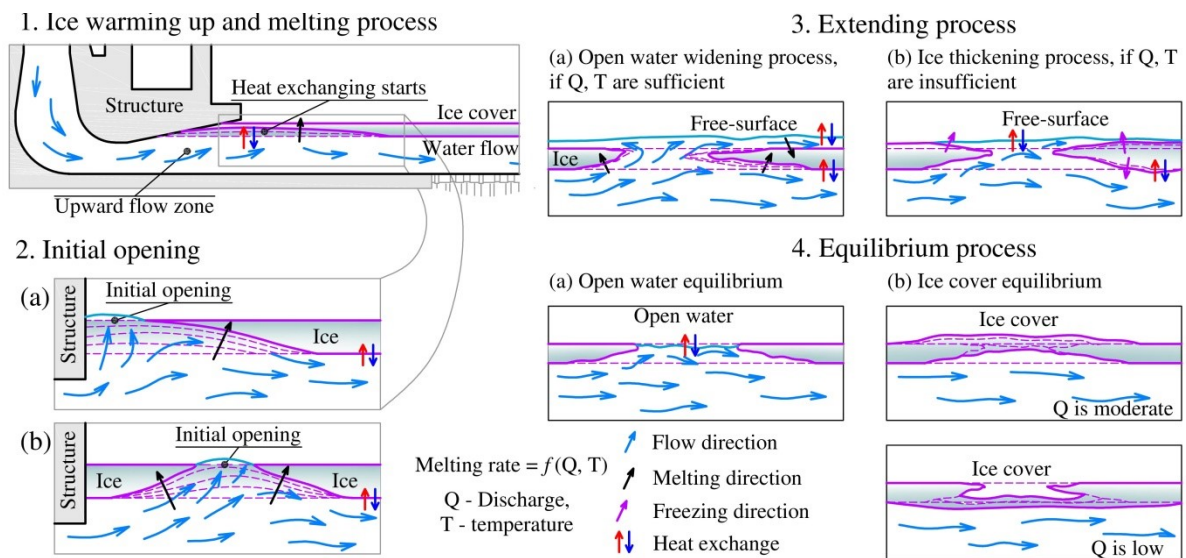 1. Ice warming up and melting process
Structure
Heat exchanging starts
Ice cover
Water flow
Upward flow zone
2. Initial opening
(a)
Initial opening
Structure
Ice
(b)
Initial opening
Structure
Ice
Ice
3. Extending process
(a) Open water widening process,
if Q, T are sufficient
Free-surface
Ice
(b) Ice thickening process, if Q, T
are insufficient
Free-surface
4. Equilibrium process
(a) Open water equilibrium
Open water
(b) Ice cover equilibrium
Ice cover
Q is moderate
Ice cover
Q is low
Melting rate = f(Q, T)
Q - Discharge,
T - temperature
Flow direction
Melting direction
Freezing direction
Heat exchange